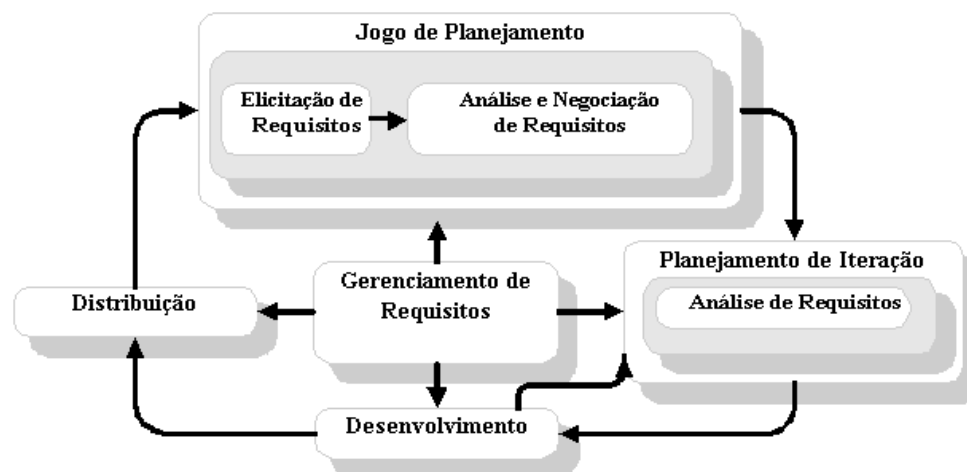 Jogo de Planejamento
Elicitação de
Requisitos
Análise e Negociação
de Requisitos
Planejamento de Iteração
Análise de Requisitos
Gerenciamento de
Requisitos
Distribuição
Desenvolvimento